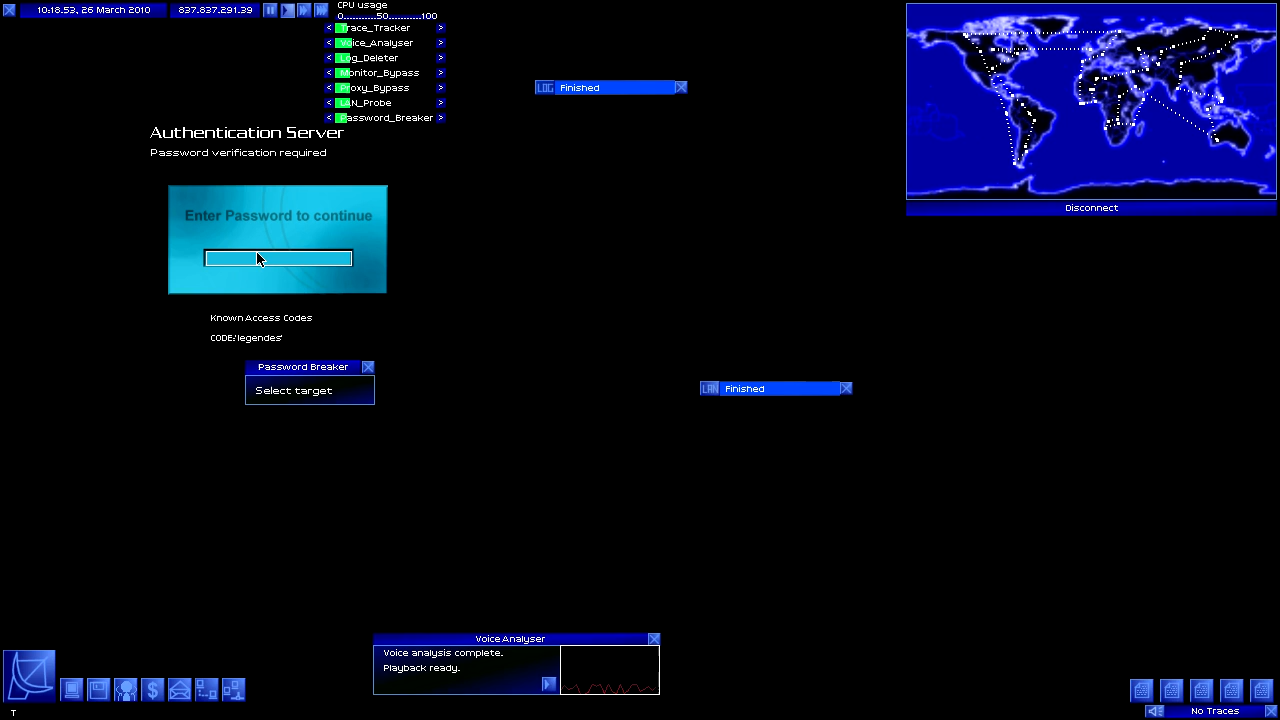 10:18.53, 26 March 2010
837.837.291.39
CPU usage
0...........50...........100
< Trace_Tracker >
< Voice_Analyser >
< Log_Deleter >
< Monitor_Bypass >
< Proxy_Bypass >
< LAN_Probe >
< Password_Breaker >
LOG Finished
Authentication Server
Password verification required
Enter Password to continue
Disconnect
Known Access Codes
CODE:'legendes'
Password Breaker
Select target
LAN Finished
Voice Analyser
Voice analysis complete.
Playback ready.
$
T
No Traces